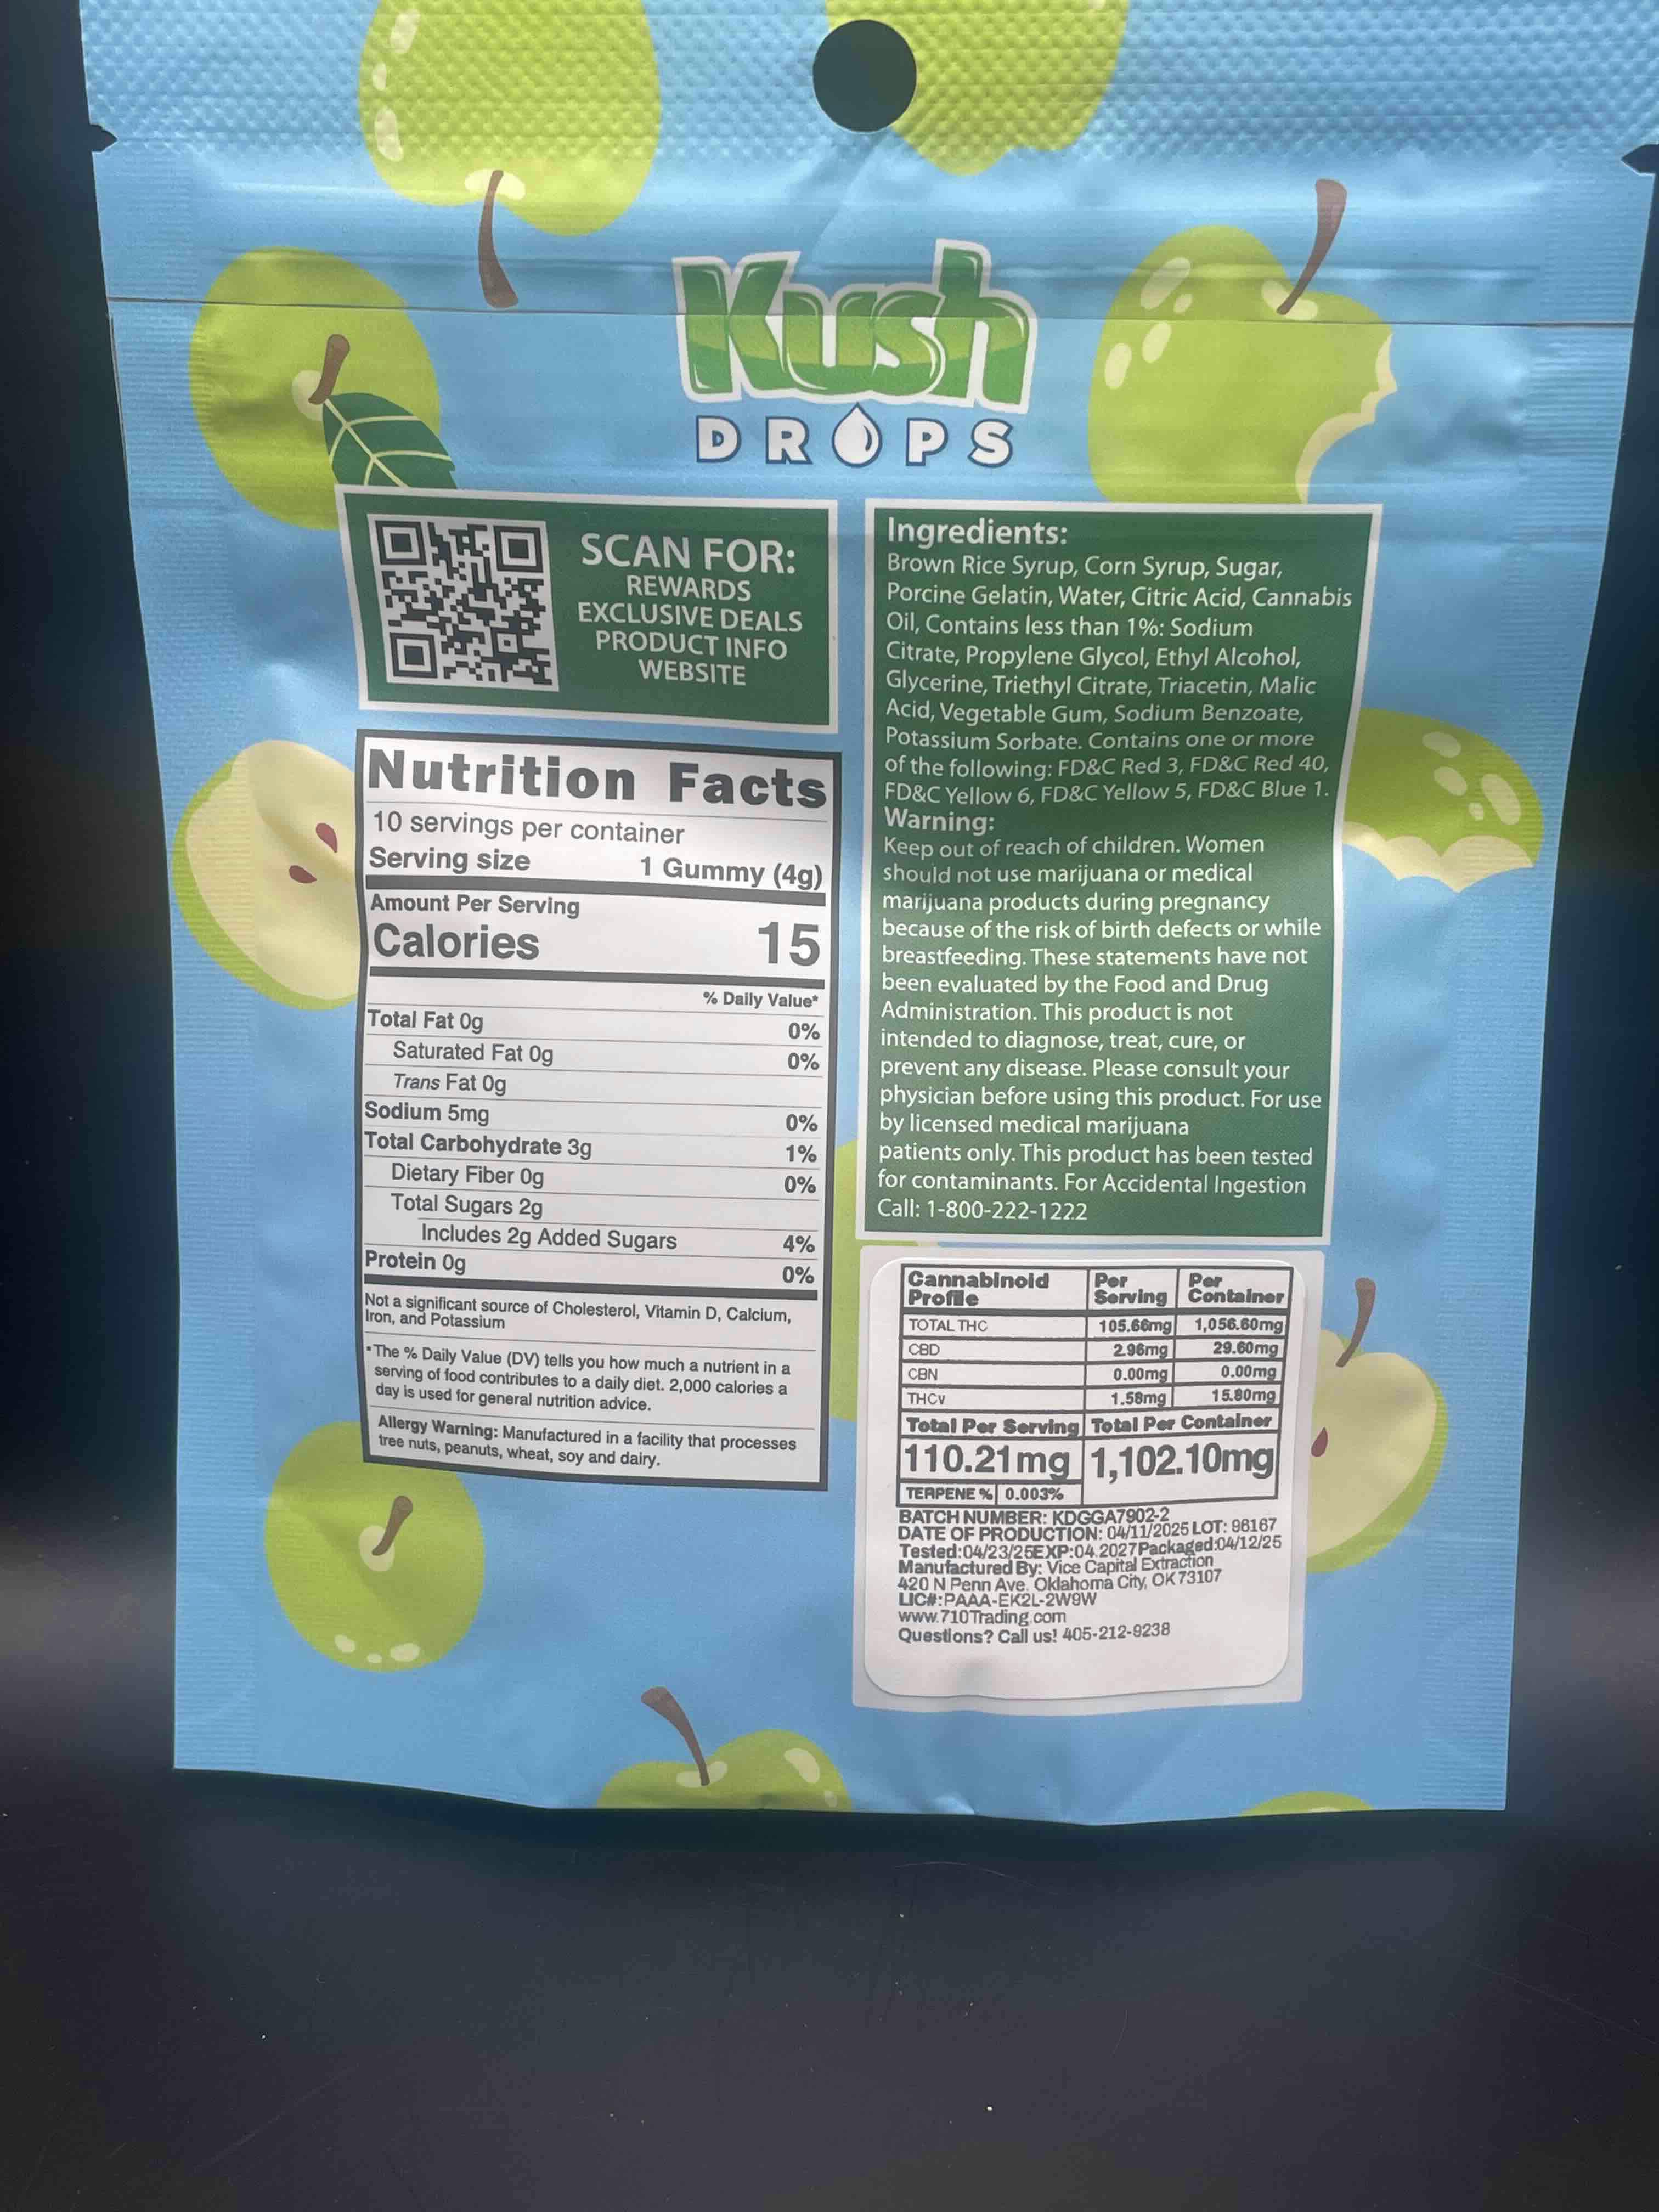 Kush
DROPS
SCAN FOR:
REWARDS
EXCLUSIVE DEALS
PRODUCT INFO
WEBSITE
Nutrition Facts
10 servings per container
Serving size 1 Gummy (4g)
Amount Per Serving
Calories 15
% Daily Value*
Total Fat 0g 0%
Saturated Fat 0g 0%
Trans Fat 0g
Sodium 5mg 0%
Total Carbohydrate 3g 1%
Dietary Fiber 0g 0%
Total Sugars 2g
Includes 2g Added Sugars 4%
Protein 0g 0%
Not a significant source of Cholesterol, Vitamin D, Calcium,
Iron, and Potassium
*The % Daily Value (DV) tells you how much a nutrient in a
serving of food contributes to a daily diet. 2,000 calories a
day is used for general nutrition advice.
Allergy Warning: Manufactured in a facility that processes
tree nuts, peanuts, wheat, soy and dairy.
Ingredients:
Brown Rice Syrup, Corn Syrup, Sugar,
Porcine Gelatin, Water, Citric Acid, Cannabis
Oil, Contains less than 1%: Sodium
Citrate, Propylene Glycol, Ethyl Alcohol,
Glycerine, Triethyl Citrate, Triacetin, Malic
Acid, Vegetable Gum, Sodium Benzoate,
Potassium Sorbate. Contains one or more
of the following: FD&C Red 3, FD&C Red 40,
FD&C Yellow 6, FD&C Yellow 5, FD&C Blue 1.
Warning:
Keep out of reach of children. Women
should not use marijuana or medical
marijuana products during pregnancy
because of the risk of birth defects or while
breastfeeding. These statements have not
been evaluated by the Food and Drug
Administration. This product is not
intended to diagnose, treat, cure, or
prevent any disease. Please consult your
physician before using this product. For use
by licensed medical marijuana
patients only. This product has been tested
for contaminants. For Accidental Ingestion
Call: 1-800-222-1222
Cannabinoid Profile Per Serving Per Container
TOTAL THC 105.66mg 1,056.60mg
CBD 2.96mg 29.60mg
CBN 0.00mg 0.00mg
THCv 1.58mg 15.80mg
Total Per Serving Total Per Container
110.21mg 1,102.10mg
TERPENE % 0.003%
BATCH NUMBER: KDGGA7902-2
DATE OF PRODUCTION: 04/11/2025 LOT: 96167
Tested:04/23/25EXP:04.2027Packaged:04/12/25
Manufactured By: Vice Capital Extraction
420 N Penn Ave. Oklahoma City, OK 73107
LIC#:PAAA-EK2L-2W9W
www.710Trading.com
Questions? Call us! 405-212-9238